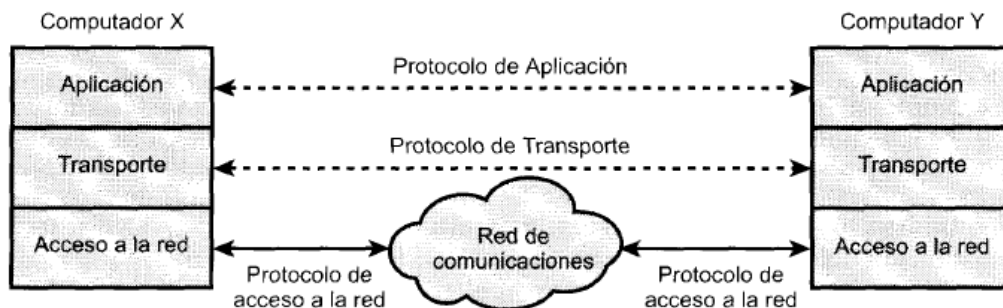 Computador X
Computador Y
Aplicación
Protocolo de Aplicación
Aplicación
Transporte
Protocolo de Transporte
Transporte
Acceso a la red
Red de
comunicaciones
Acceso a la red
Protocolo de
acceso a la red
Protocolo de
acceso a la red